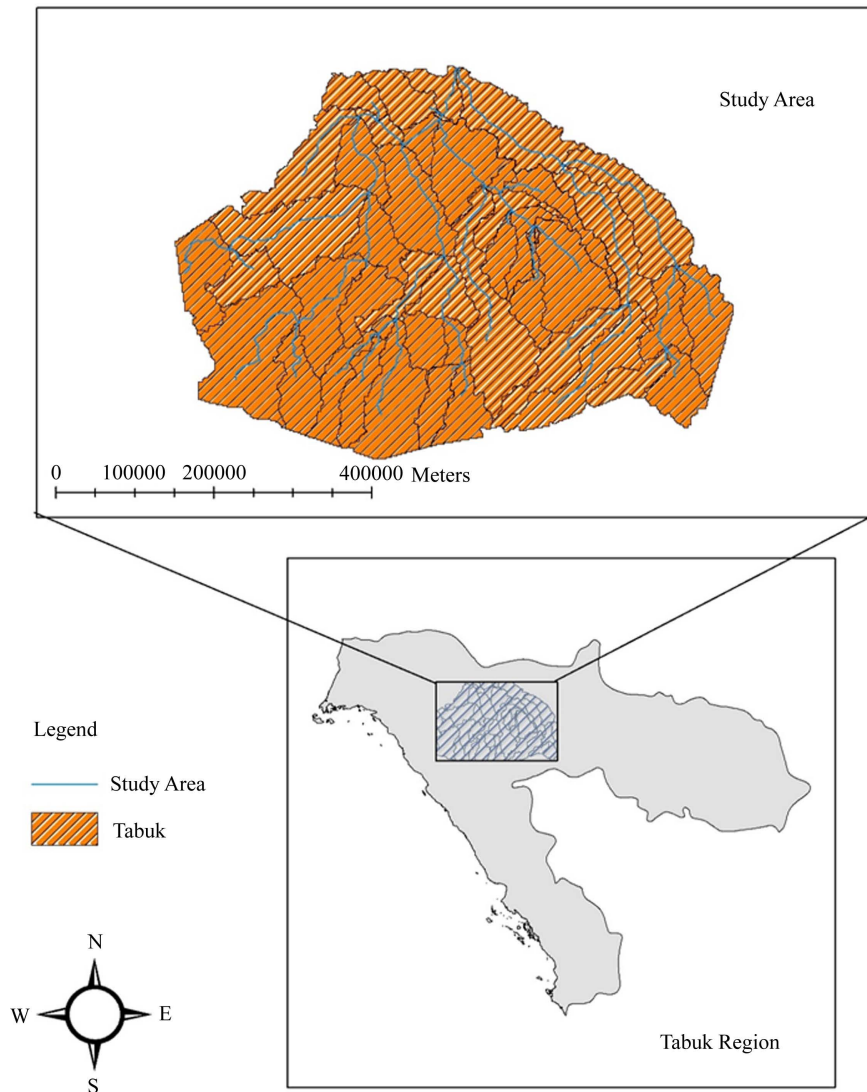 Study Area
0 100000 200000 400000 Meters
Legend
Study Area
Tabuk
N
W E
S
Tabuk Region